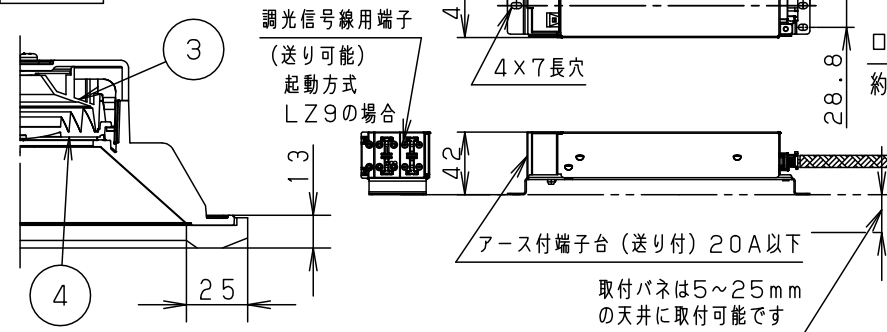 調光信号線用端子
(送り可能)
起動方式
LZ9の場合
4
4×7長穴
28.8
約
3
13
42
アース付端子台(送り付)20A以下
4
25
取付バネは5~25mm
の天井に取付可能です